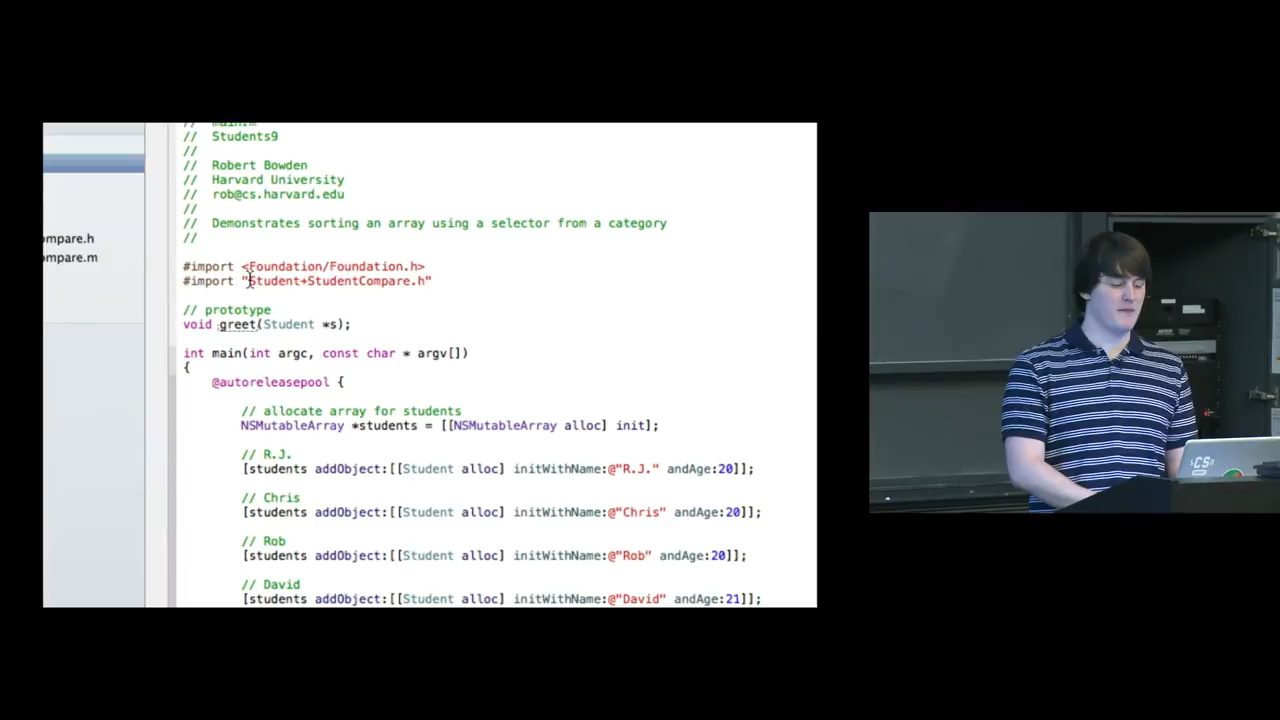 // main.m
// Students9
//
// Robert Bowden
// Harvard University
// rob@cs.harvard.edu
//
// Demonstrates sorting an array using a selector from a category
//
ompare.h
ompare.m
#import <Foundation/Foundation.h>
#import "Student+StudentCompare.h"
// prototype
void greet(Student *s);
int main(int argc, const char * argv[])
{
@autoreleasepool {
// allocate array for students
NSMutableArray *students = [[NSMutableArray alloc] init];
// R.J.
[students addObject:[[Student alloc] initWithName:@"R.J." andAge:20]];
// Chris
[students addObject:[[Student alloc] initWithName:@"Chris" andAge:20]];
// Rob
[students addObject:[[Student alloc] initWithName:@"Rob" andAge:20]];
// David
[students addObject:[[Student alloc] initWithName:@"David" andAge:21]];
CS